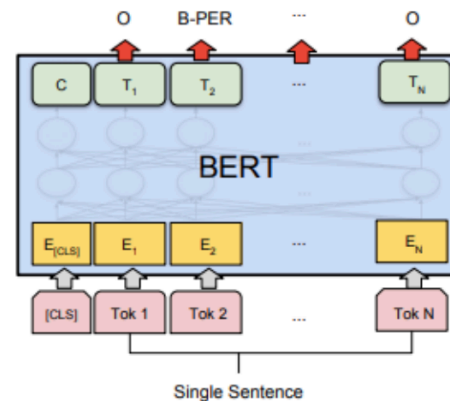 O B-PER ... O
C T1 T2 ... TN
...
BERT
...
E[CLS] E1 E2 ... EN
[CLS] Tok 1 Tok 2 ... Tok N
Single Sentence